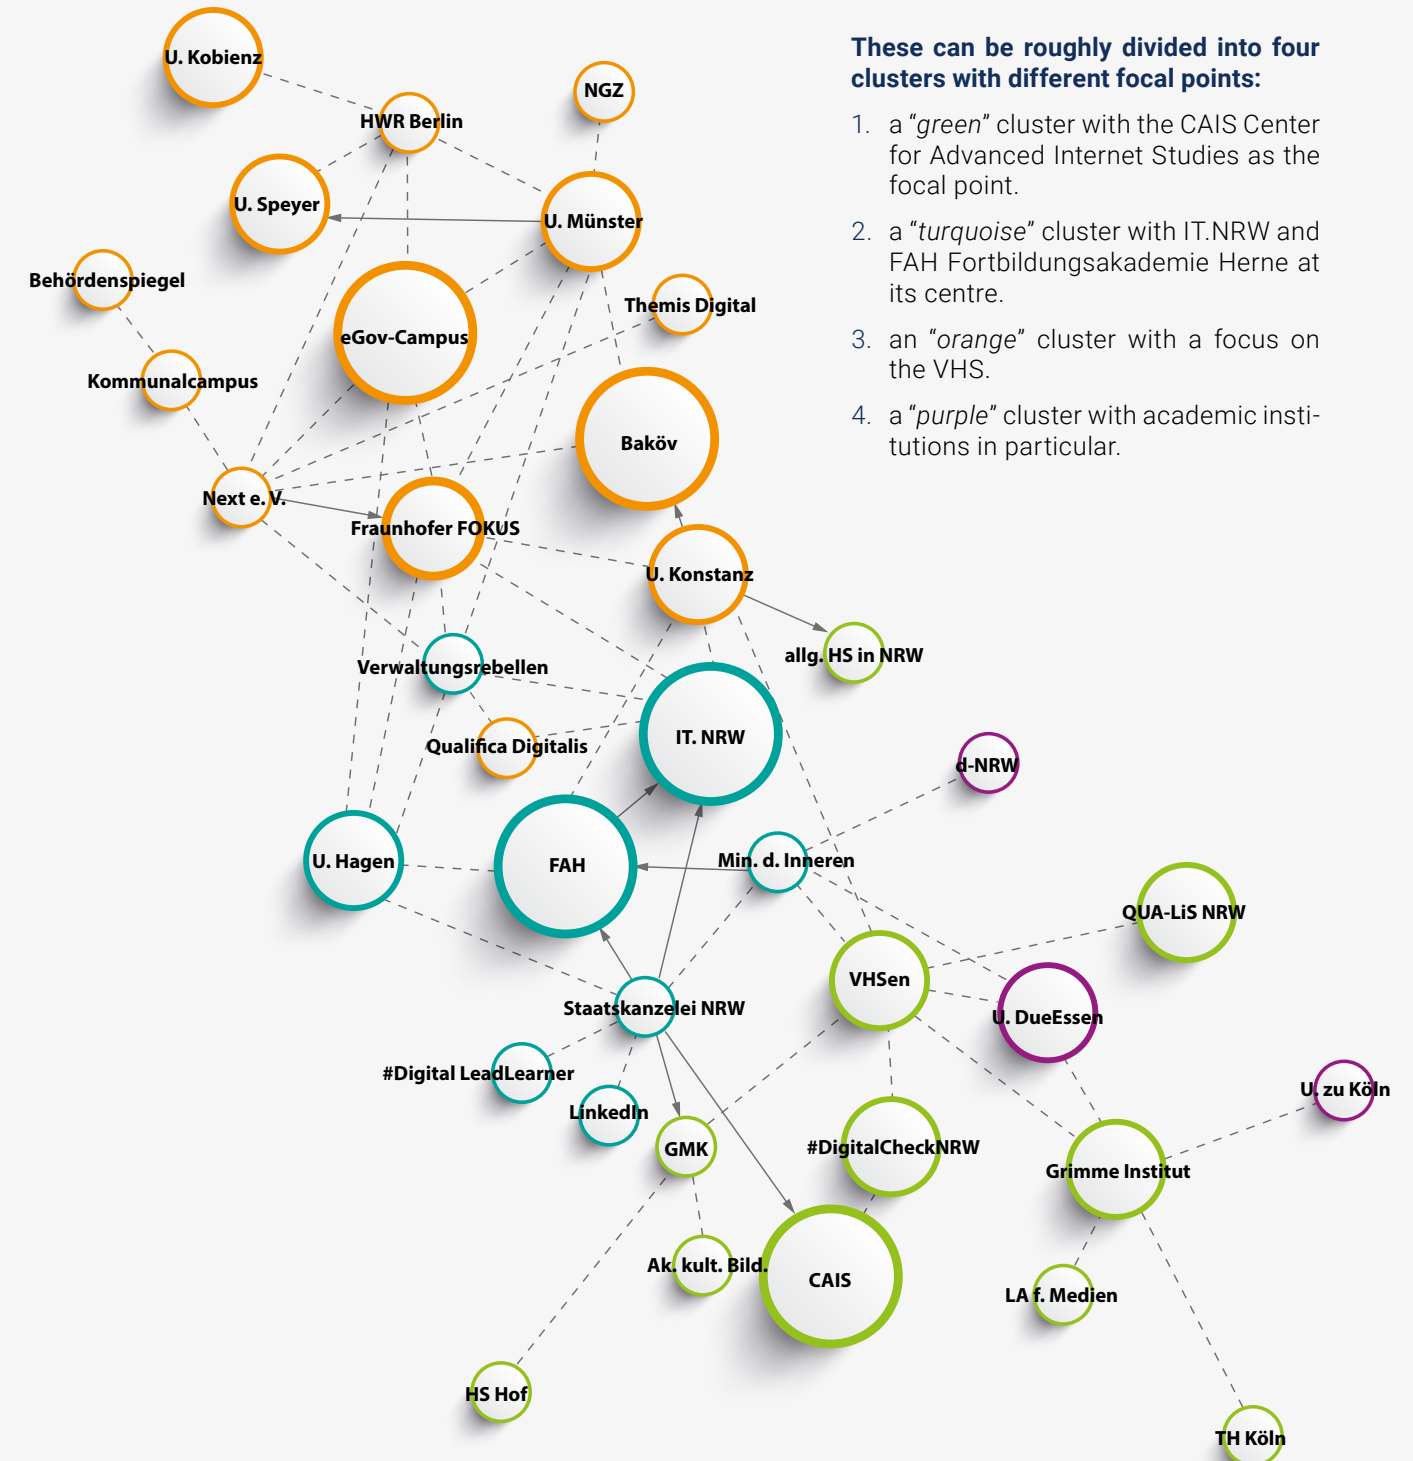 U. Kobienz
These can be roughly divided into four
clusters with different focal points:
NGZ
HWR Berlin
1. a “green” cluster with the CAIS Center
for Advanced Internet Studies as the
focal point.
U. Speyer
U. Münster
2. a “turquoise” cluster with IT.NRW and
FAH Fortbildungsakademie Herne at
its centre.
Behördenspiegel
Themis Digital
eGov-Campus
3. an “orange” cluster with a focus on
the VHS.
Kommunalcampus
4. a “purple” cluster with academic insti-
tutions in particular.
Baköv
Next e. V.
Fraunhofer FOKUS
U. Konstanz
allg. HS in NRW
Verwaltungsrebellen
Qualifica Digitalis
IT. NRW
d-NRW
U. Hagen
FAH
Min. d. Inneren
QUA-LiS NRW
VHSen
Staatskanzelei NRW
U. DueEssen
#Digital LeadLearner
U. zu Köln
LinkedIn
GMK
#DigitalCheckNRW
Grimme Institut
Ak. kult. Bild.
CAIS
LA f. Medien
HS Hof
TH Köln